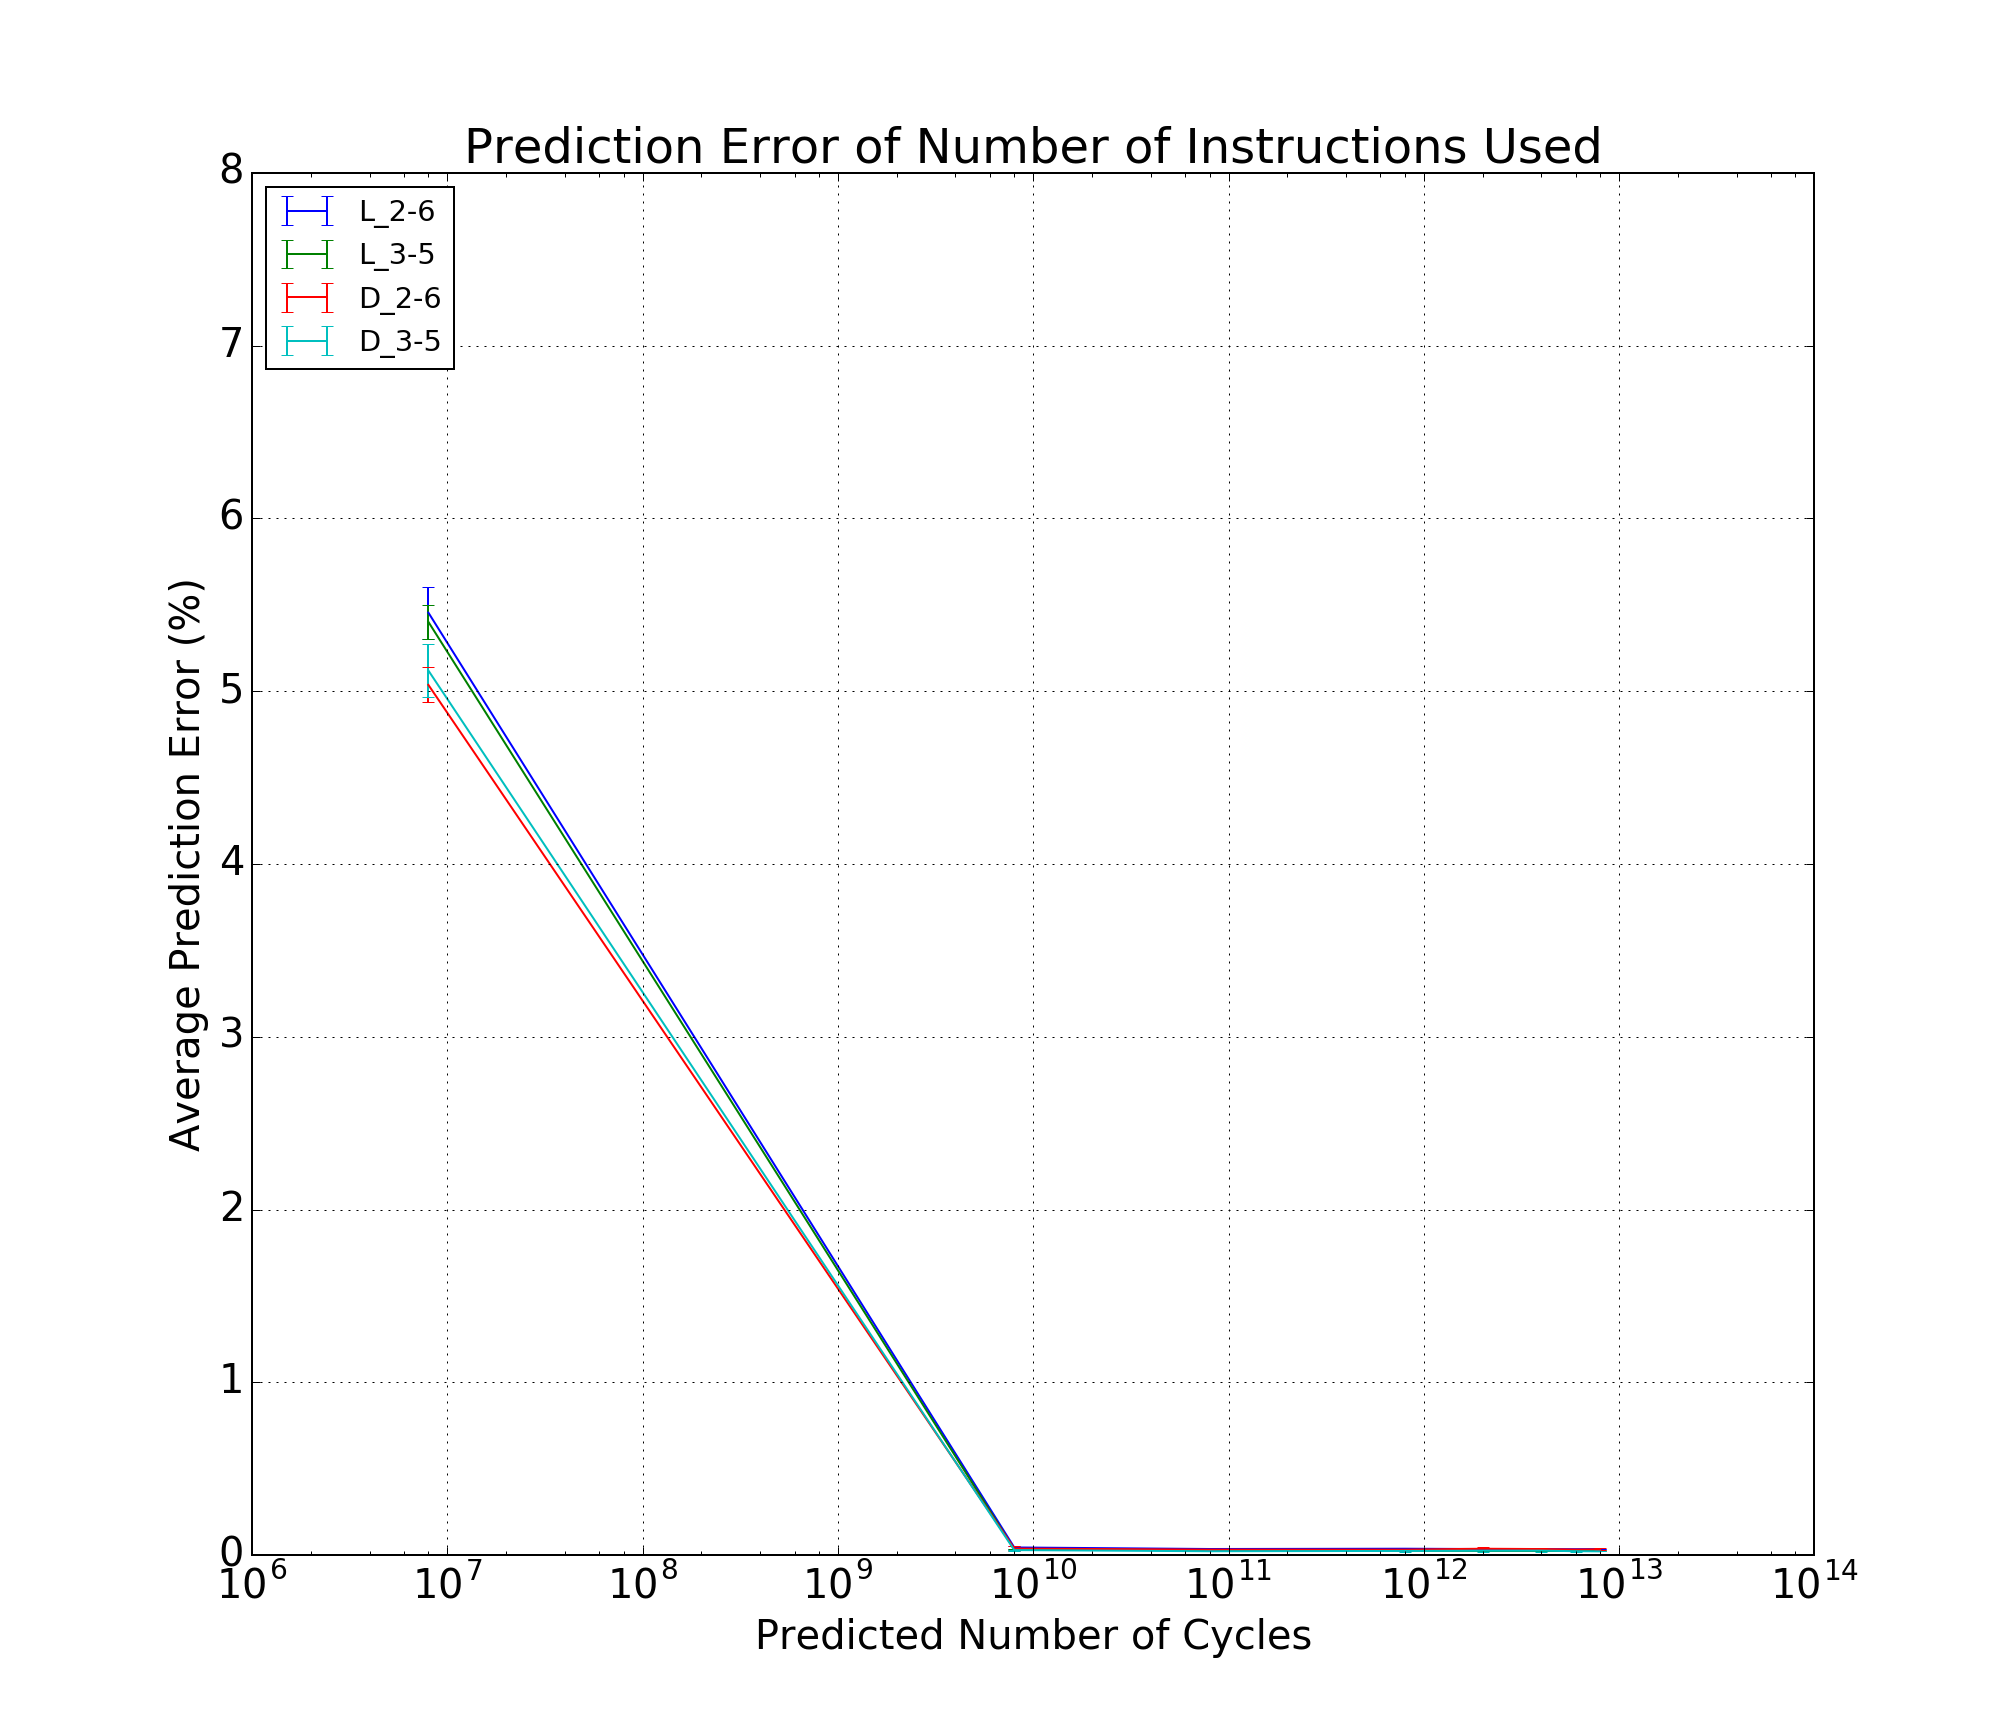 Prediction Error of Number of Instructions Used
L_2-6
L_3-5
D_2-6
D_3-5
8
7
6
5
4
3
2
1
0
Average Prediction Error (%)
10^6 10^7 10^8 10^9 10^10 10^11 10^12 10^13 10^14
Predicted Number of Cycles